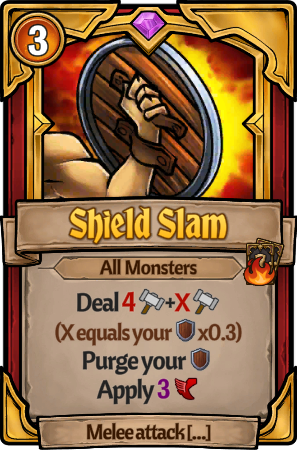 3
Shield Slam
All Monsters
Deal 4 +X
(X equals your x0.3)
Purge your
Apply 3
Melee attack [...]